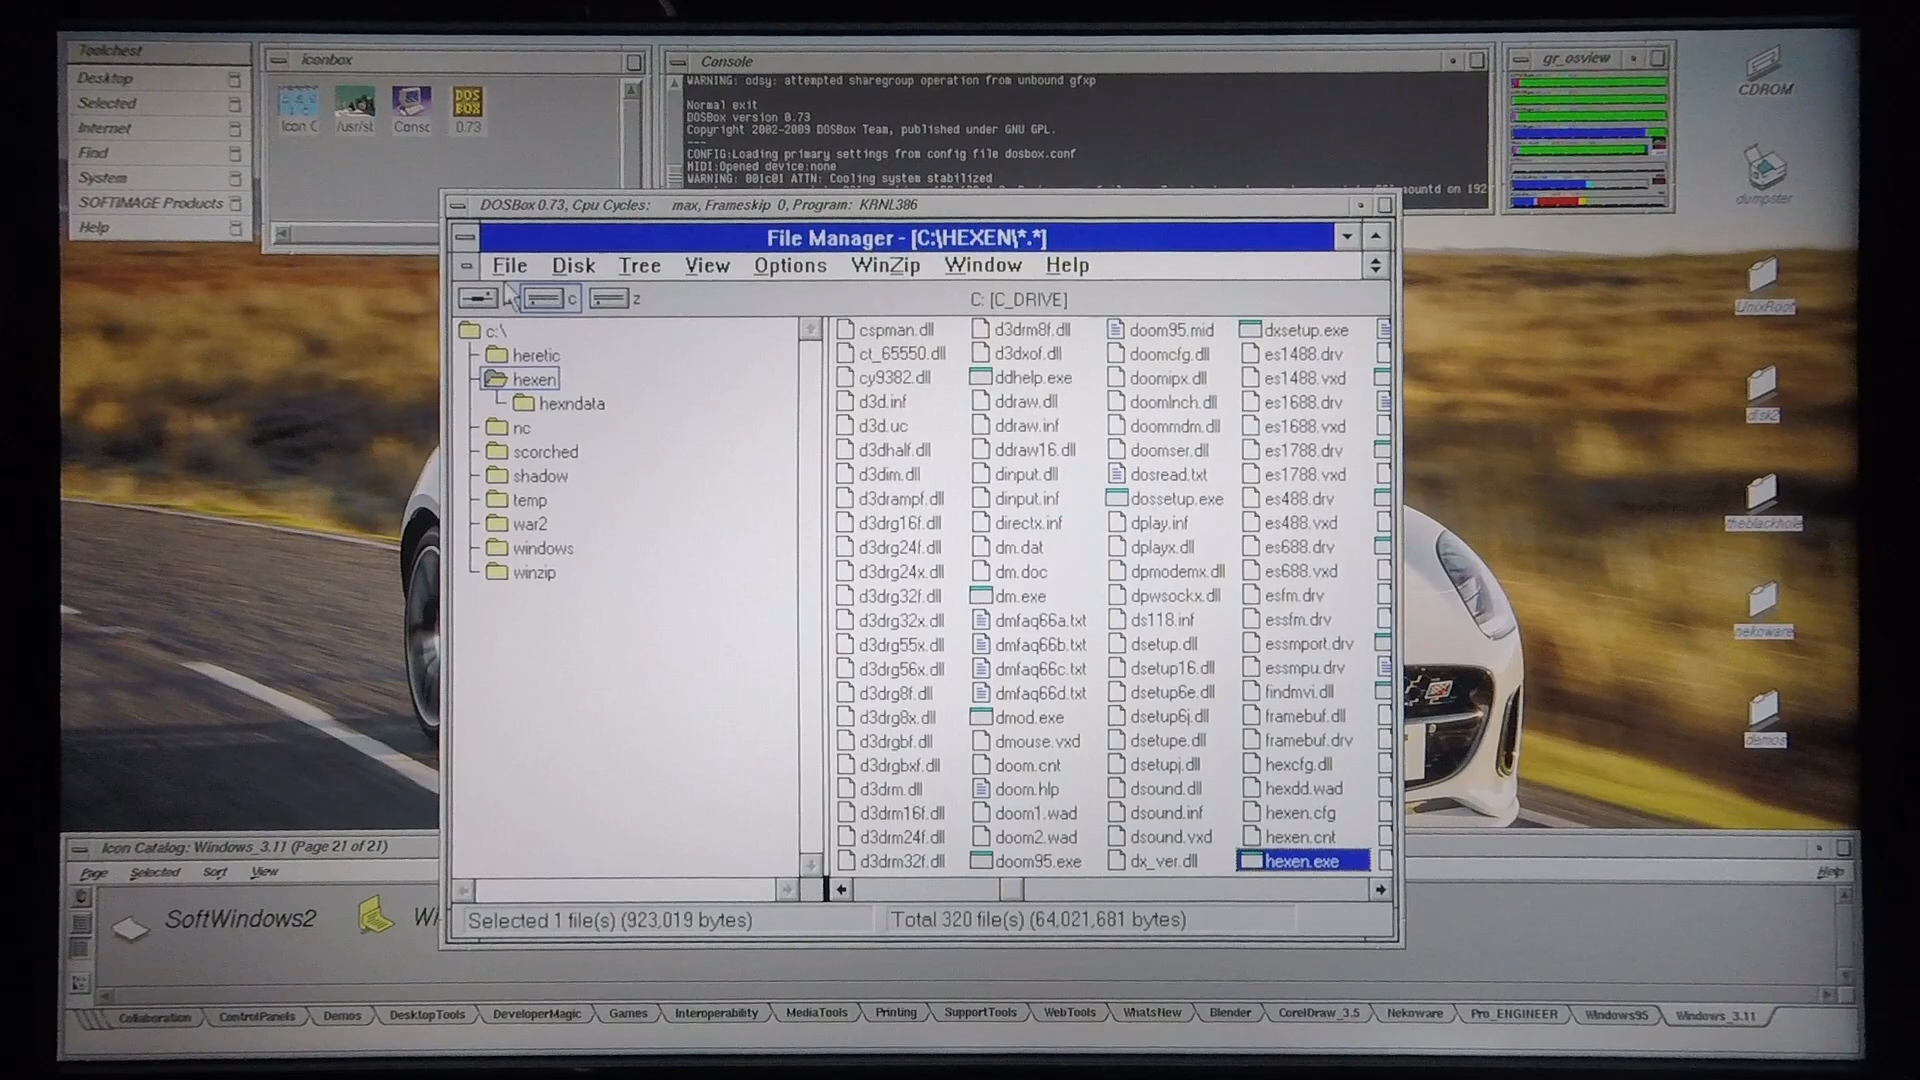 Toolchest
Desktop
Selected
Internet
Find
System
SOFTIMAGE Products
Help
iconbox
Icon C
/usr/st
Consc
DOS BOX
0.73
Console
WARNING: odsy: attempted sharegroup operation from unbound gfxp
Normal exit
DOSBox version 0.73
Copyright 2002-2009 DOSBox Team, published under GNU GPL.
---
CONFIG:Loading primary settings from config file dosbox.conf
MIDI:Opened device:none
WARNING: 001c01 ATTN: Cooling system stabilized
mountd on 192
gr_osview
CDROM
dumpster
UnixRoot
disk2
theblackhole
nekoware
demos
DOSBox 0.73, Cpu Cycles: max, Frameskip 0, Program: KRNL386
File Manager - [C:\HEXEN\*.*]
File Disk Tree View Options WinZip Window Help
c z
C: [C_DRIVE]
c:\
heretic
hexen
hexndata
nc
scorched
shadow
temp
war2
windows
winzip
cspman.dll
ct_65550.dll
cy9382.dll
d3d.inf
d3d.uc
d3dhalf.dll
d3dim.dll
d3drampf.dll
d3drg16f.dll
d3drg24f.dll
d3drg24x.dll
d3drg32f.dll
d3drg32x.dll
d3drg55x.dll
d3drg56x.dll
d3drg8f.dll
d3drg8x.dll
d3drgbf.dll
d3drgbxf.dll
d3drm.dll
d3drm16f.dll
d3drm24f.dll
d3drm32f.dll
d3drm8f.dll
d3dxof.dll
ddhelp.exe
ddraw.dll
ddraw.inf
ddraw16.dll
dinput.dll
dinput.inf
directx.inf
dm.dat
dm.doc
dm.exe
dmfaq66a.txt
dmfaq66b.txt
dmfaq66c.txt
dmfaq66d.txt
dmod.exe
dmouse.vxd
doom.cnt
doom.hlp
doom1.wad
doom2.wad
doom95.exe
doom95.mid
doomcfg.dll
doomipx.dll
doomlnch.dll
doommdm.dll
doomser.dll
dosread.txt
dossetup.exe
dplay.inf
dplayx.dll
dpmodemx.dll
dpwsockx.dll
ds118.inf
dsetup.dll
dsetup16.dll
dsetup6e.dll
dsetup6j.dll
dsetupe.dll
dsetupj.dll
dsound.dll
dsound.inf
dsound.vxd
dx_ver.dll
dxsetup.exe
es1488.drv
es1488.vxd
es1688.drv
es1688.vxd
es1788.drv
es1788.vxd
es488.drv
es488.vxd
es688.drv
es688.vxd
esfm.drv
essfm.drv
essmport.drv
essmpu.drv
findmvi.dll
framebuf.dll
framebuf.drv
hexcfg.dll
hexdd.wad
hexen.cfg
hexen.cnt
hexen.exe
Selected 1 file(s) (923,019 bytes)
Total 320 file(s) (64,021,681 bytes)
Icon Catalog: Windows_3.11 (Page 21 of 21)
Page Selected Sort View
Help
SoftWindows2
Wi
Collaboration ControlPanels Demos DesktopTools DeveloperMagic Games Interoperability MediaTools Printing SupportTools WebTools WhatsNew Blender CorelDraw_3.5 Nekoware Pro_ENGINEER Windows95 Windows_3.11